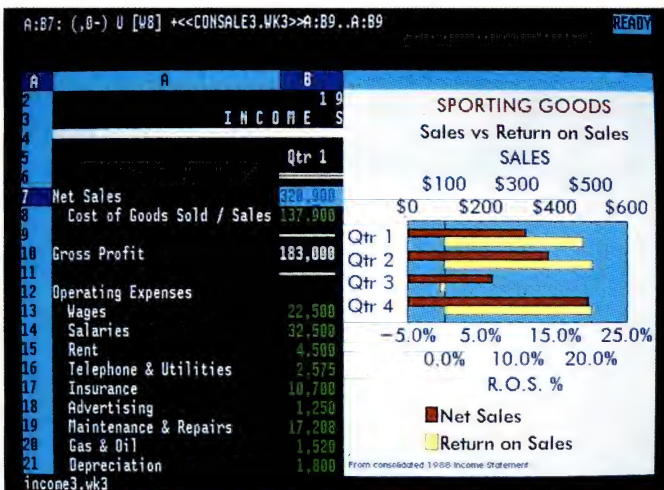 A:B7: (,0-) U [W8] +<<CONSALE3.WK3>>A:B9..A:B9
READY
A A B
2 1 9
3 I N C O M E S
4
5 Qtr 1
6
7 Net Sales 320,900
8 Cost of Goods Sold / Sales 137,900
9
10 Gross Profit 183,000
11
12 Operating Expenses
13 Wages 22,500
14 Salaries 32,500
15 Rent 4,500
16 Telephone & Utilities 2,575
17 Insurance 10,700
18 Advertising 1,250
19 Maintenance & Repairs 17,208
20 Gas & Oil 1,520
21 Depreciation 1,800
income3.wk3
SPORTING GOODS
Sales vs Return on Sales
SALES
$100 $300 $500
$0 $200 $400 $600
Qtr 1
Qtr 2
Qtr 3
Qtr 4
−5.0% 5.0% 15.0% 25.0%
0.0% 10.0% 20.0%
R.O.S. %
Net Sales
Return on Sales
From consolidated 1988 Income Statement